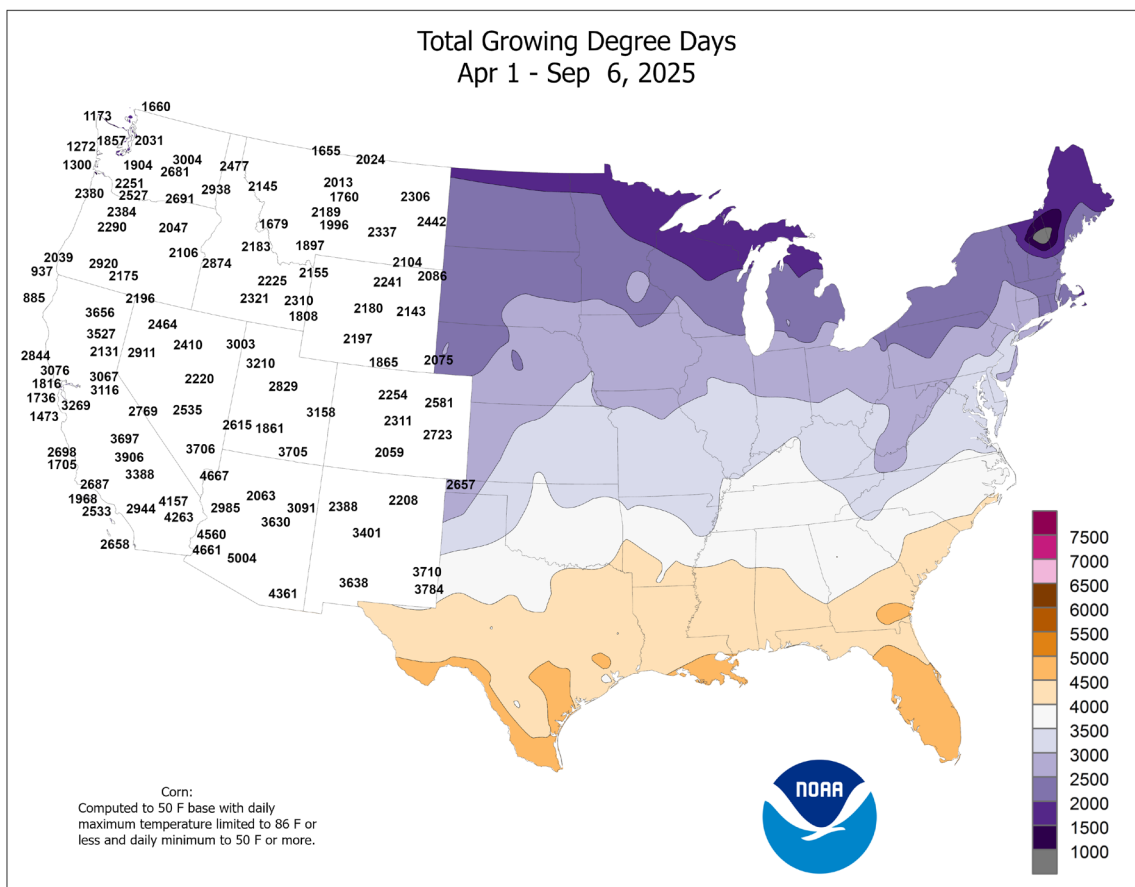 Total Growing Degree Days
Apr 1 - Sep  6, 2025
1660
1173
1272 1857 2031
1655
2024
1300 1904 3004
2681 2477
2380 2251
2527 2691 2938 2145
2013
1760 2306
2384
2290 2047
1679 2189
1996 2337 2442
2039
937 2920
2175 2106 2874 2183 1897
2155 2104
2241 2086
885 2196 2225
2321 2310
1808 2180 2143
3656
3527 2464
2197
2844 2131 2911 2410 3003
3210 1865 2075
3076
1816 3067
3116 2220 2829 2254
2581
1736
1473 3269 2769 2535 3158 2311
2615 1861 2723
3697
2698
1705 3906
3388 3706 3705 2059
2687 4667 2657
1968
2533 2944 4157
4263 2985 2063
3091 2388 2208
3630
2658 4560
4661 3401
5004
4361 3638 3710
3784
7500
7000
6500
6000
5500
5000
4500
4000
3500
3000
2500
2000
1500
1000
Corn:
Computed to 50 F base with daily
maximum temperature limited to 86 F or
less and daily minimum to 50 F or more.
NOAA